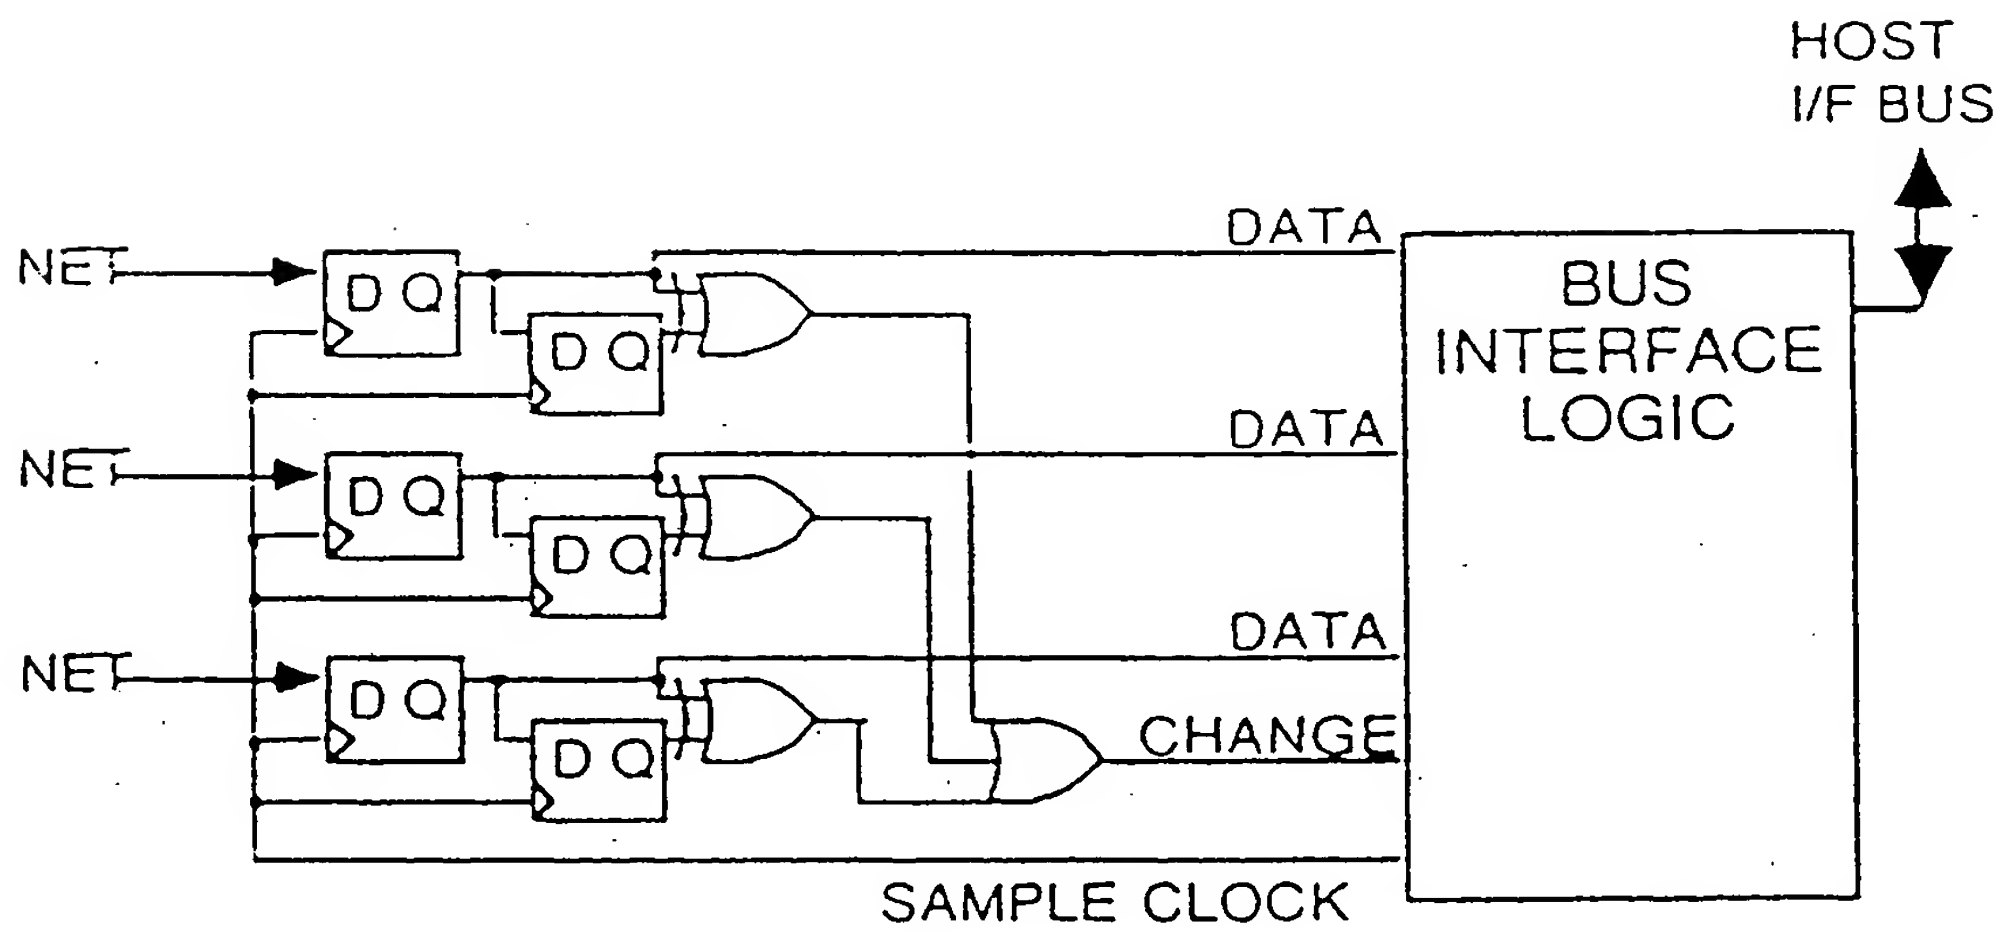 HOST
I/F BUS
DATA
NET
D Q
BUS
INTERFACE
LOGIC
D Q
DATA
NET
D Q
D Q
DATA
NET
D Q
CHANGE
D Q
SAMPLE CLOCK